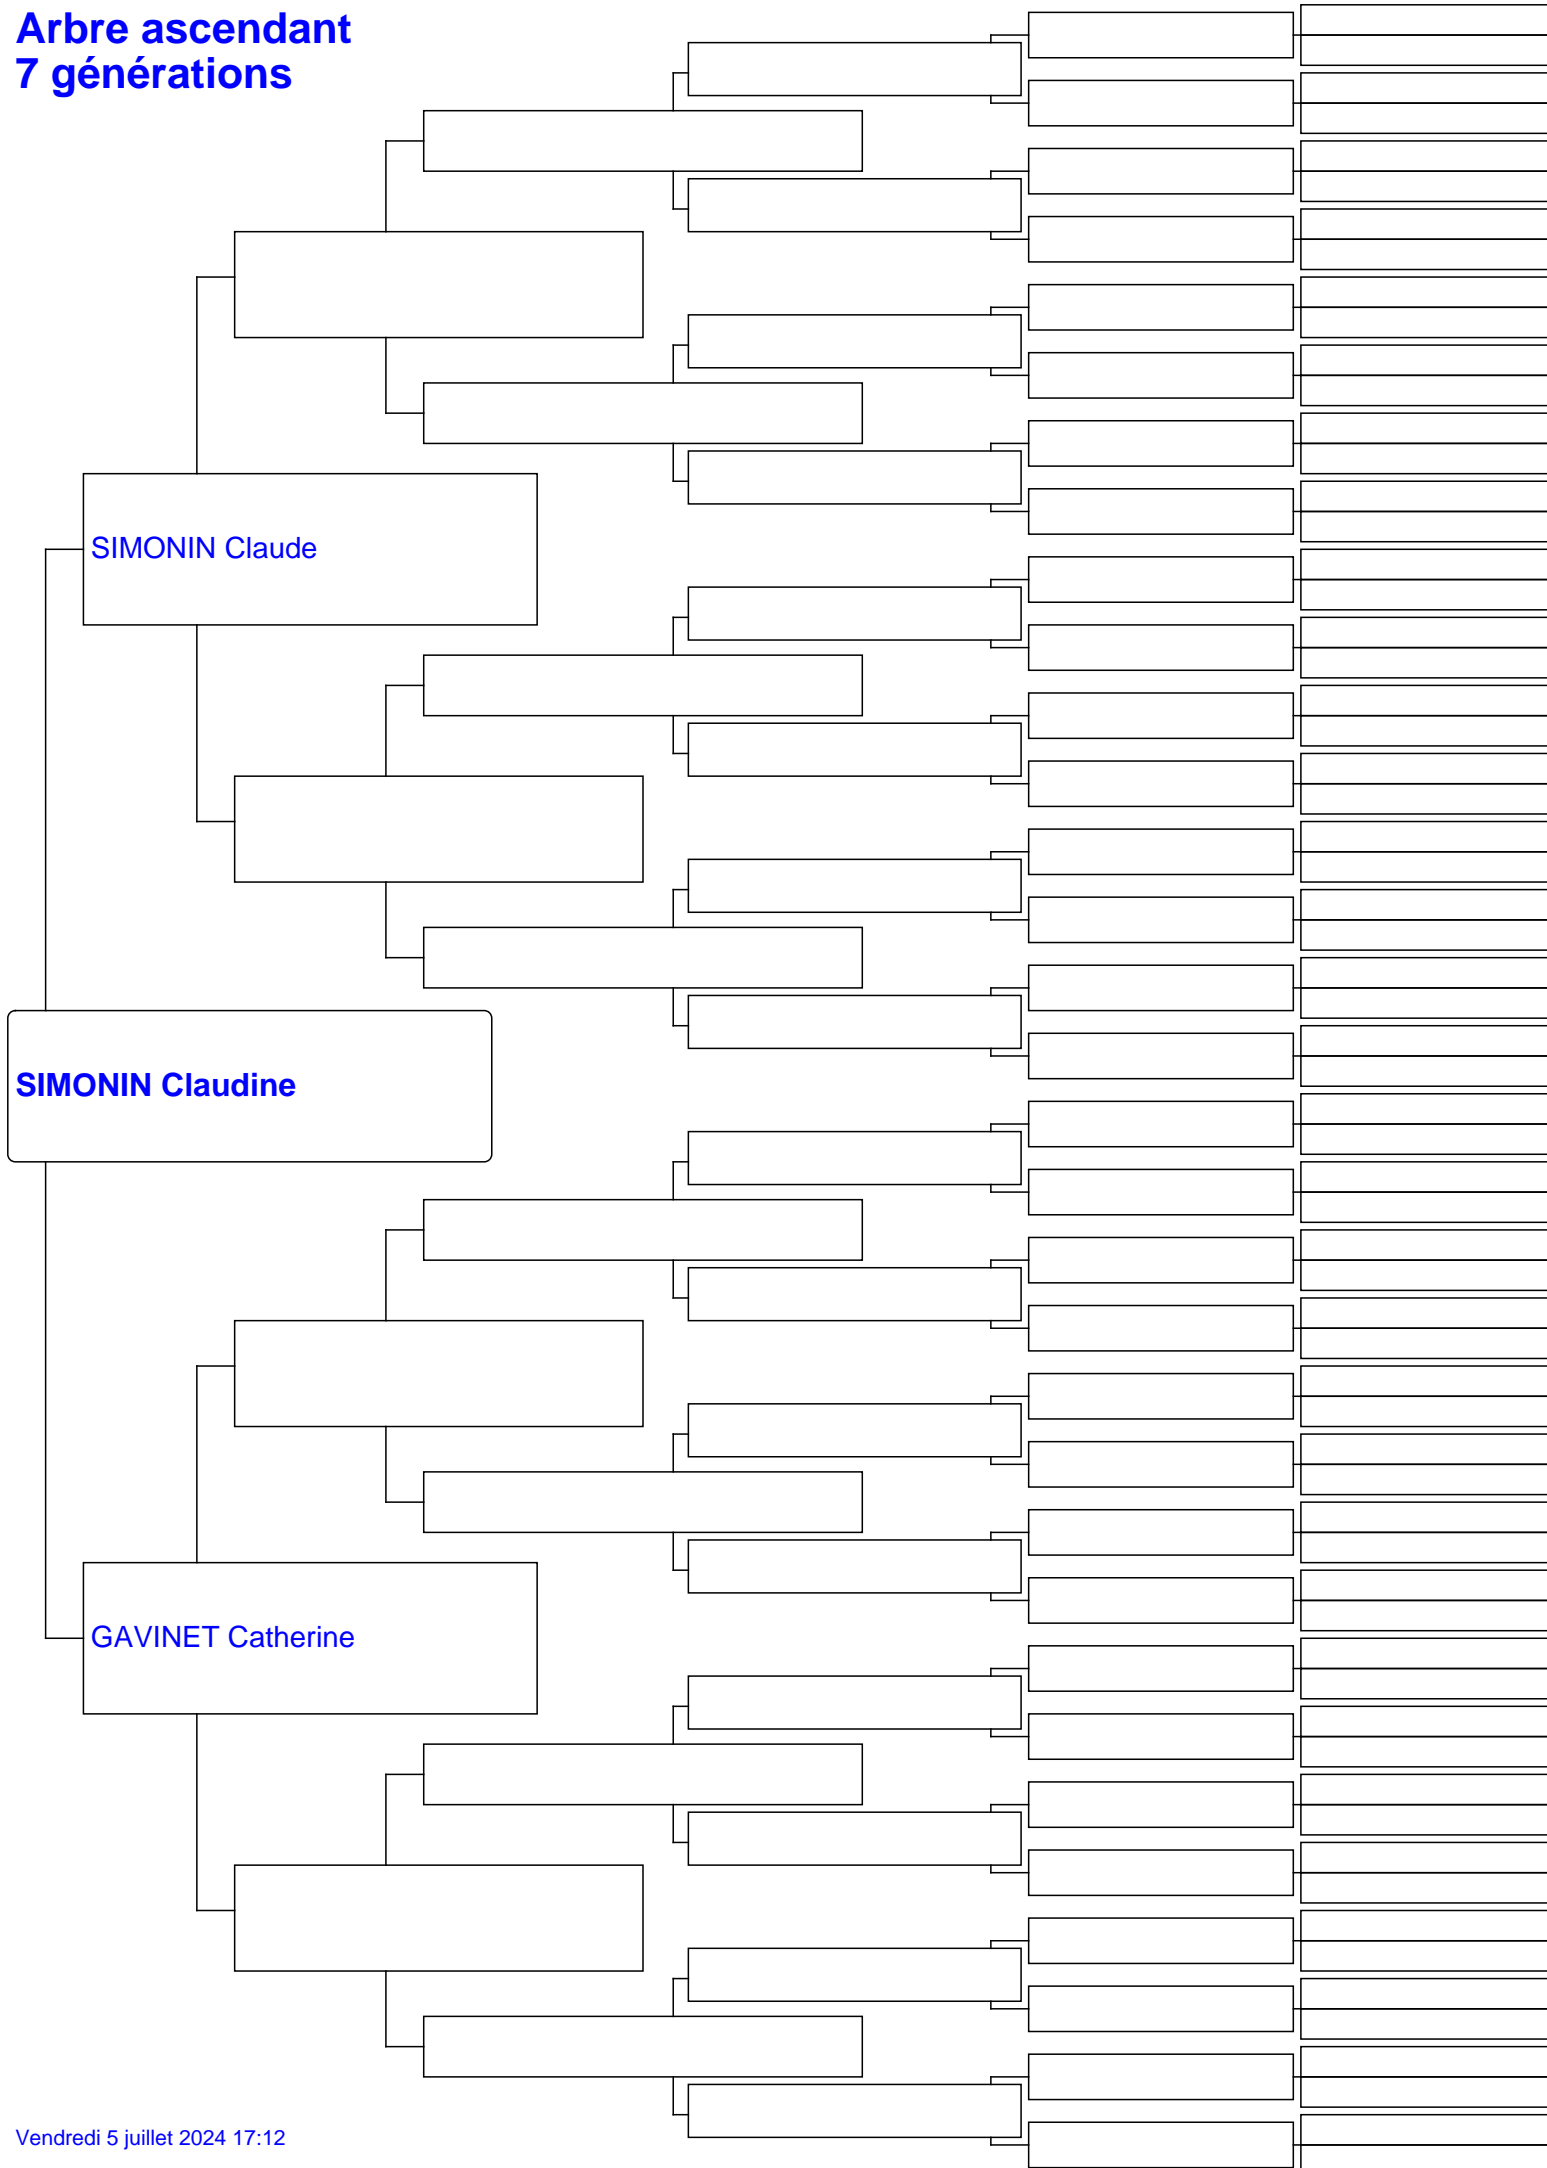 Arbre ascendant
7 générations
SIMONIN Claude
SIMONIN Claudine
GAVINET Catherine
Vendredi 5 juillet 2024 17:12